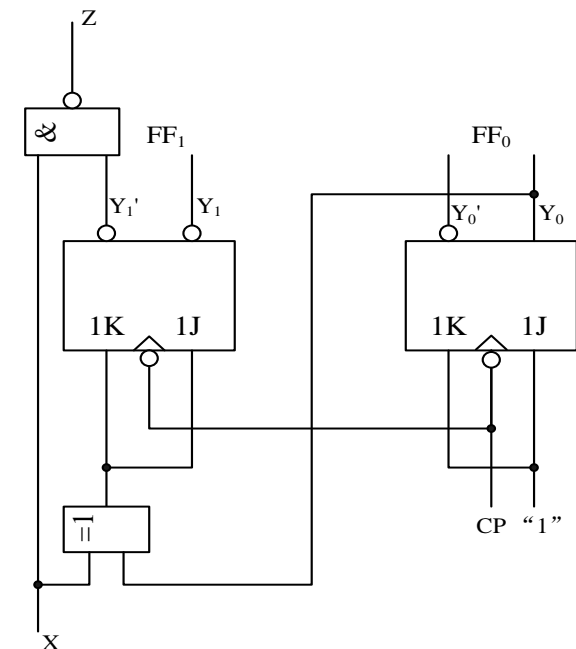 Z
&
FF₁ FF₀
Y₁' Y₁ Y₀' Y₀
1K 1J 1K 1J
=1
CP “1”
X